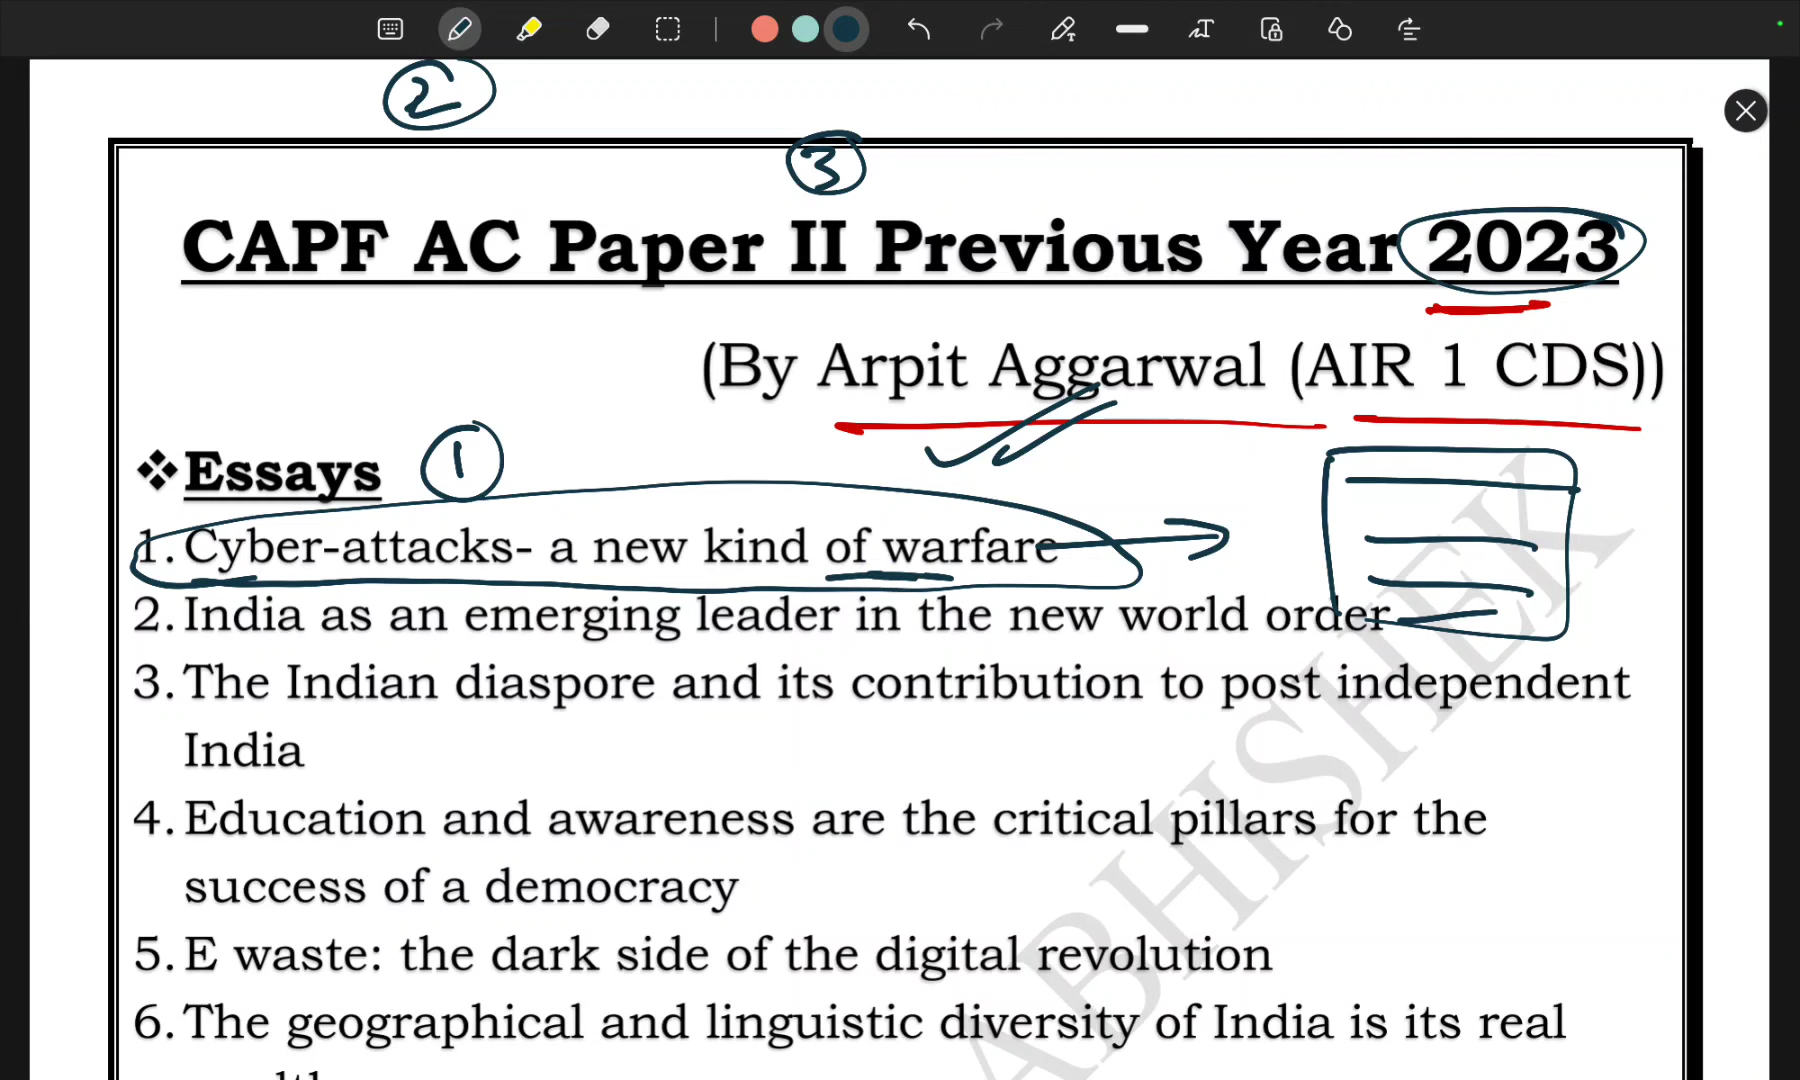 2
3
CAPF AC Paper II Previous Year 2023
(By Arpit Aggarwal (AIR 1 CDS))
❖Essays 1
1. Cyber-attacks- a new kind of warfare
2. India as an emerging leader in the new world order
3. The Indian diaspore and its contribution to post independent
India
4. Education and awareness are the critical pillars for the
success of a democracy
5. E waste: the dark side of the digital revolution
6. The geographical and linguistic diversity of India is its real
ABHISHEK